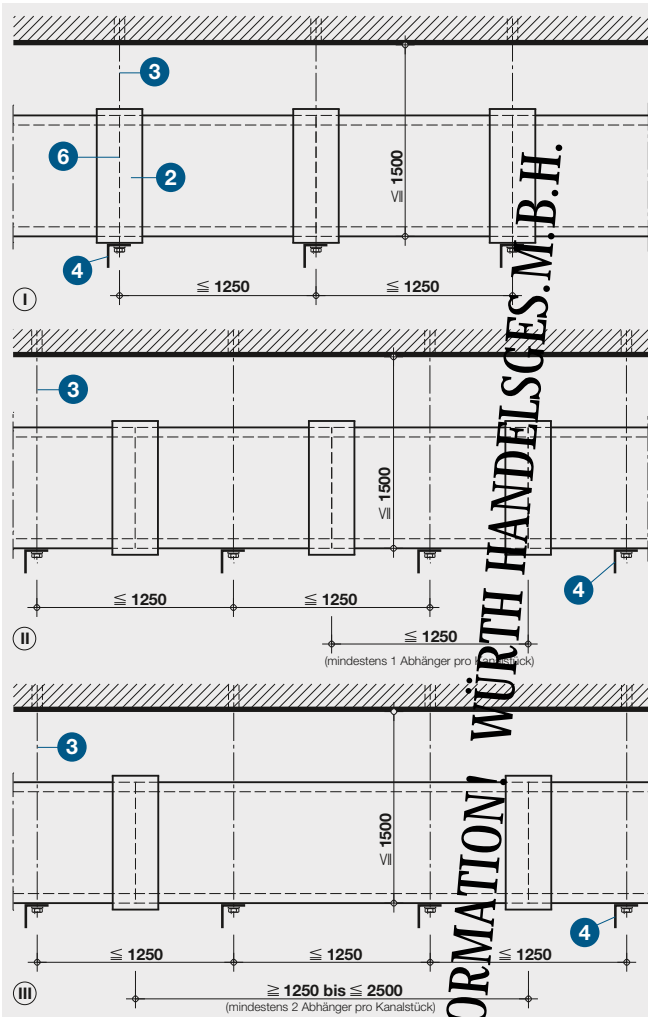 3
6
2
≦ 1500
4
≦ 1250 ≦ 1250
I
3
≦ 1500
4
≦ 1250 ≦ 1250
II
≦ 1250
(mindestens 1 Abhänger pro Kanalstück)
3
≦ 1500
4
≦ 1250 ≦ 1250 ≦ 1250
III
≧ 1250 bis ≦ 2500
(mindestens 2 Abhänger pro Kanalstück)
ORMATION! WÜRTH HANDELSGES.M.B.H.